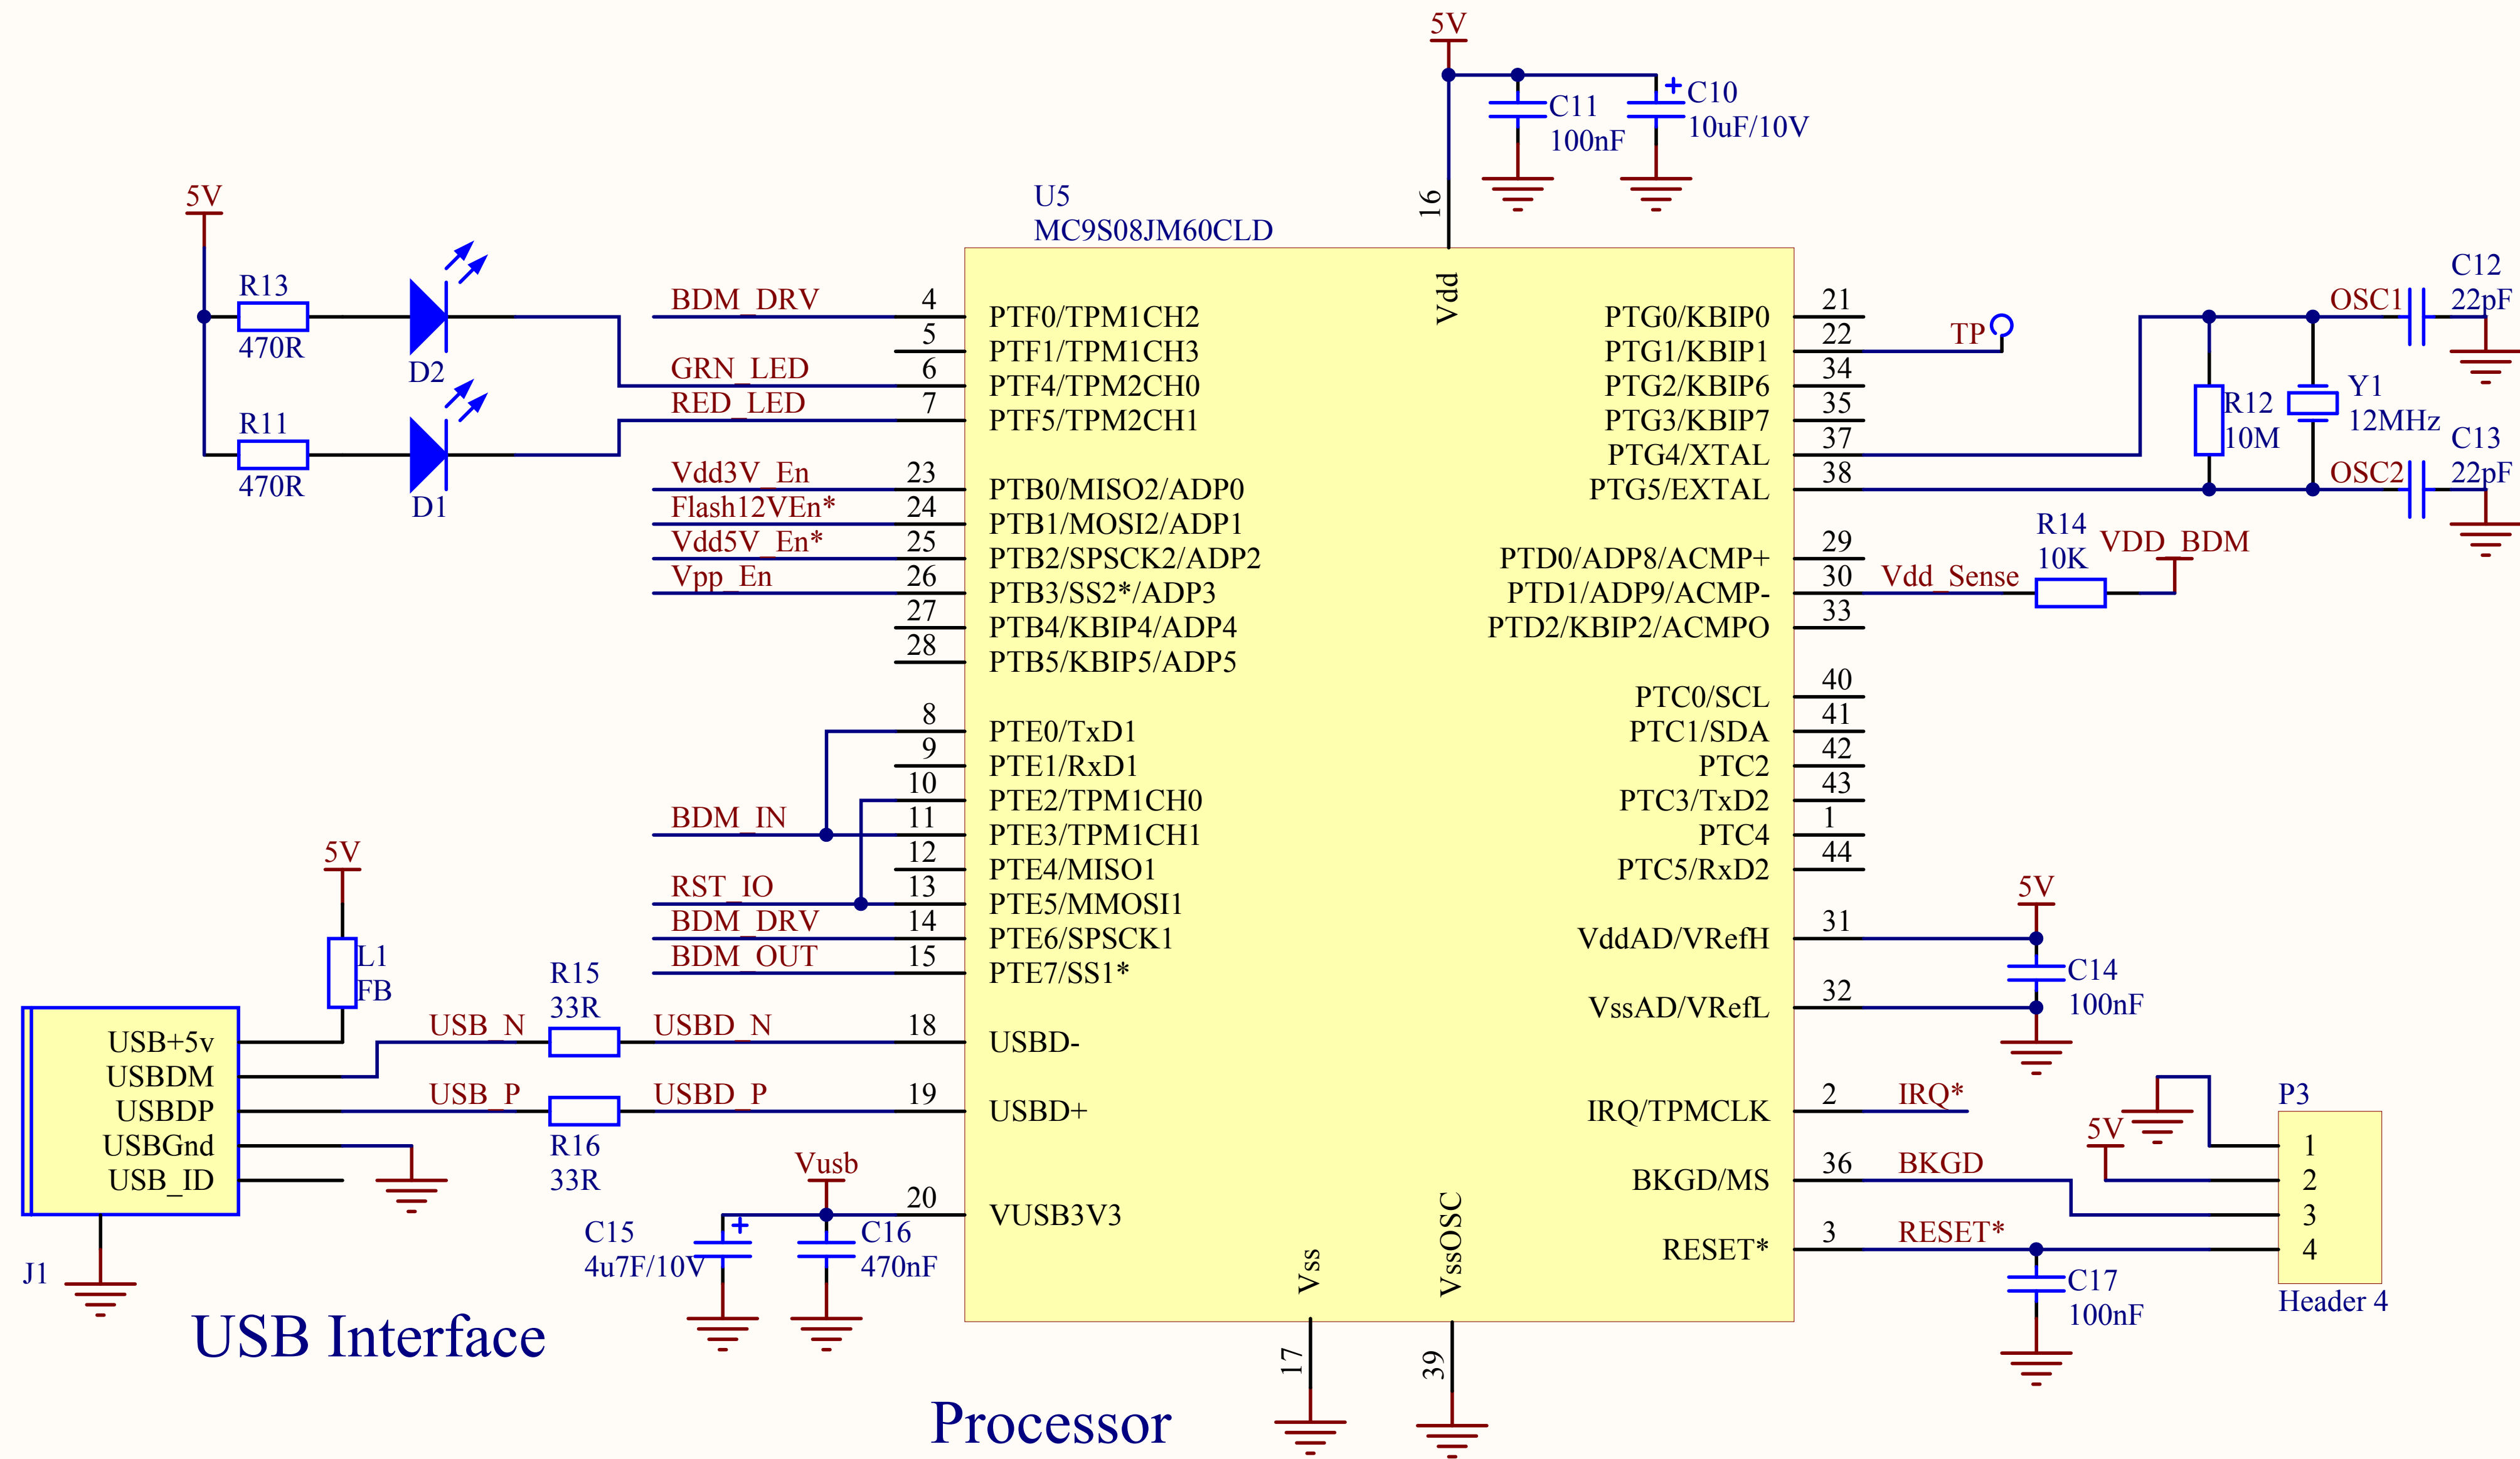 5V
C11
100nF
C10
10uF/10V
16
Vdd
U5
MC9S08JM60CLD
5V
R13
470R
D2
R11
470R
D1
BDM_DRV
4
PTF0/TPM1CH2
5
PTF1/TPM1CH3
GRN_LED
6
PTF4/TPM2CH0
RED_LED
7
PTF5/TPM2CH1
Vdd3V_En
23
PTB0/MISO2/ADP0
Flash12VEn*
24
PTB1/MOSI2/ADP1
Vdd5V_En*
25
PTB2/SPSCK2/ADP2
Vpp_En
26
PTB3/SS2*/ADP3
27
PTB4/KBIP4/ADP4
28
PTB5/KBIP5/ADP5
8
PTE0/TxD1
9
PTE1/RxD1
10
PTE2/TPM1CH0
BDM_IN
11
PTE3/TPM1CH1
12
PTE4/MISO1
RST_IO
13
PTE5/MMOSI1
BDM_DRV
14
PTE6/SPSCK1
BDM_OUT
15
PTE7/SS1*
18
USBD-
19
USBD+
20
VUSB3V3
PTG0/KBIP0
21
PTG1/KBIP1
22
TP
PTG2/KBIP6
34
PTG3/KBIP7
35
PTG4/XTAL
37
PTG5/EXTAL
38
OSC1
C12
22pF
R12
10M
Y1
12MHz
OSC2
C13
22pF
PTD0/ADP8/ACMP+
29
PTD1/ADP9/ACMP-
30
Vdd_Sense
R14
10K
VDD_BDM
PTD2/KBIP2/ACMPO
33
PTC0/SCL
40
PTC1/SDA
41
PTC2
42
PTC3/TxD2
43
PTC4
1
PTC5/RxD2
44
5V
VddAD/VRefH
31
C14
100nF
VssAD/VRefL
32
IRQ/TPMCLK
2
IRQ*
BKGD/MS
36
BKGD
RESET*
3
RESET*
C17
100nF
5V
P3
1
2
3
4
Header 4
5V
L1
FB
USB+5v
USBDM
USBDP
USBGnd
USB_ID
J1
USB_N
R15
33R
USBD_N
USB_P
R16
33R
USBD_P
Vusb
C15
4u7F/10V
C16
470nF
Vss
17
VssOSC
39
USB Interface
Processor